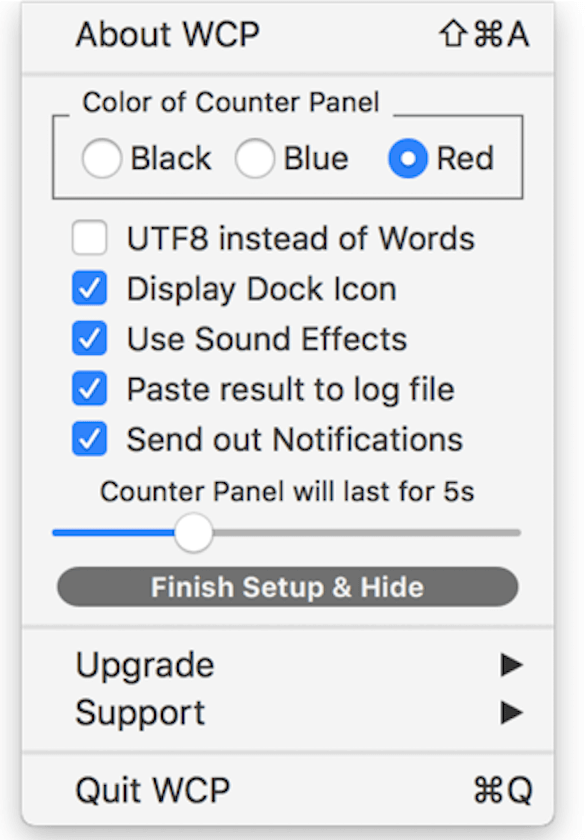 About WCP ⇧⌘A
Color of Counter Panel
Black Blue Red
UTF8 instead of Words
Display Dock Icon
Use Sound Effects
Paste result to log file
Send out Notifications
Counter Panel will last for 5s
Finish Setup & Hide
Upgrade ▶
Support ▶
Quit WCP ⌘Q